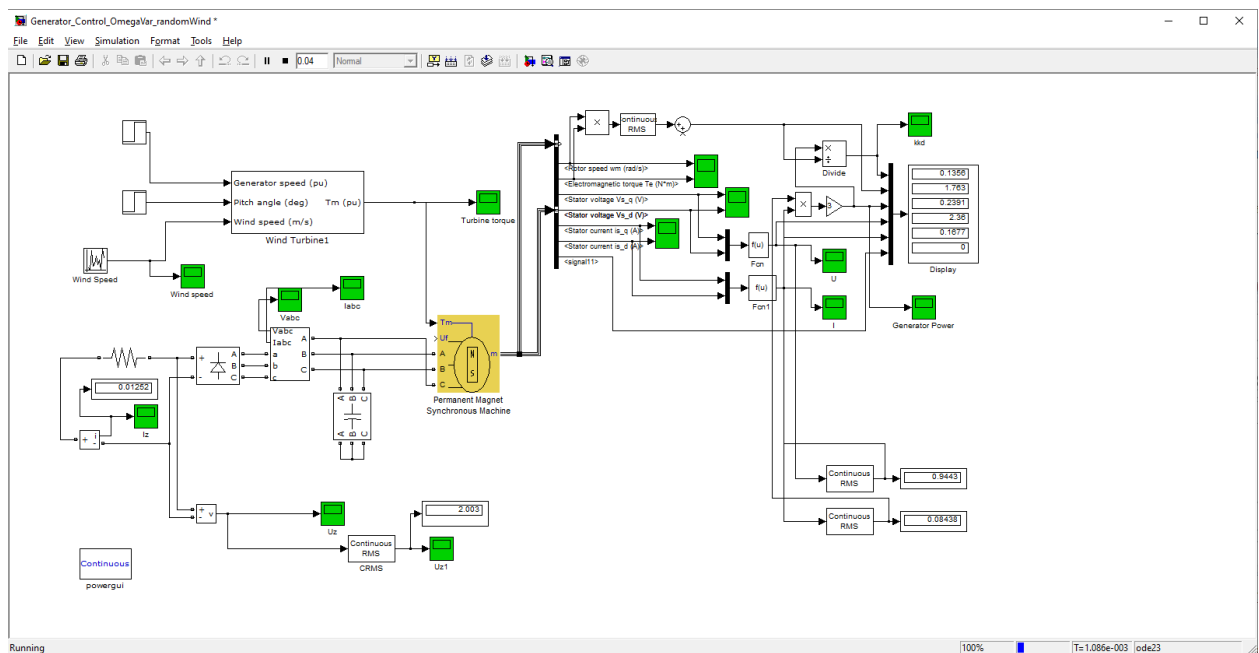 Generator_Control_OmegaVar_randomWind *
File Edit View Simulation Format Tools Help
0.04 Normal
Continuous
RMS
kkd
Divide
Generator speed (pu)
Pitch angle (deg) Tm (pu)
Wind speed (m/s)
Wind Turbine1
Turbine torque
<Rotor speed wm (rad/s)>
<Electromagnetic torque Te (N*m)>
<Stator voltage Vs_q (V)>
<Stator voltage Vs_d (V)>
<Stator current is_q (A)>
<Stator current is_d (A)>
<signal11>
3
0.1356
1.763
0.2391
2.36
0.1677
0
Display
f(u)
Fcn
U
f(u)
Fcn1
I
Generator Power
Wind Speed
Wind speed
Vabc
Iabc
Vabc
Iabc
a
b
c
A
B
C
+
-
A
B
C
Tm
Uf
A
B
C
m
N
S
Permanent Magnet
Synchronous Machine
A B C
A B C
0.01252
+ i
-
Iz
+
- v
Uz
2.003
Continuous
RMS
CRMS
Uz1
Continuous
RMS
0.9443
Continuous
RMS
0.08438
Continuous
powergui
Running 100% T=1.086e-003 ode23